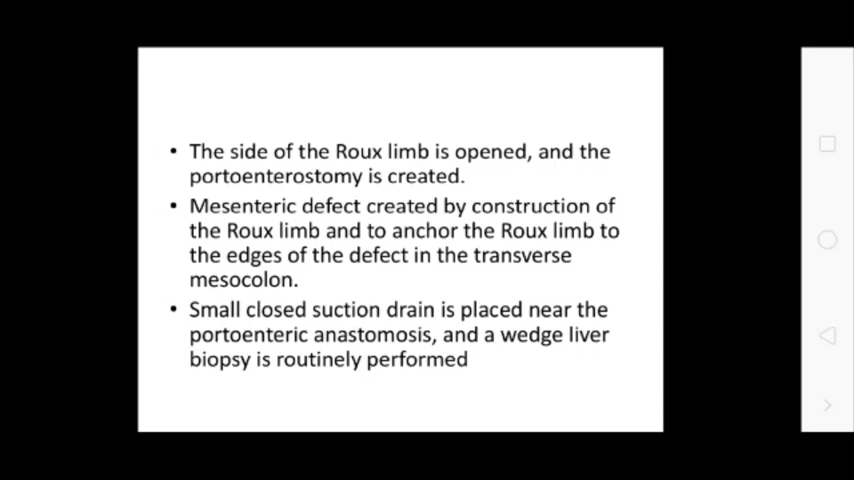 • The side of the Roux limb is opened, and the
portoenterostomy is created.
• Mesenteric defect created by construction of
the Roux limb and to anchor the Roux limb to
the edges of the defect in the transverse
mesocolon.
• Small closed suction drain is placed near the
portoenteric anastomosis, and a wedge liver
biopsy is routinely performed